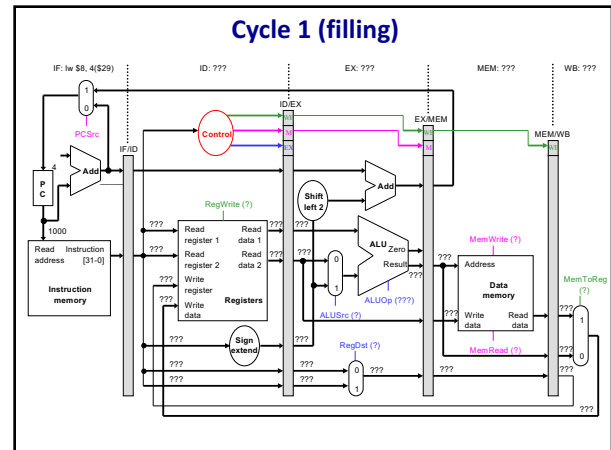 Cycle 1 (filling)
IF: lw $8, 4($29)
ID: ???
EX: ???
MEM: ???
WB: ???
ID/EX
1
0
WB
EX/MEM
PCSrc
Control
M
WB
MEM/WB
IF/ID
EX
M
WB
4
Add
P
C
Add
Shift
left 2
RegWrite (?)
1000
???
???
???
???
Read
address
Instruction
[31-0]
Instruction
memory
Read
register 1
Read
data 1
Read
register 2
Read
data 2
Write
register
Write
data
Registers
???
???
???
???
???
???
0
1
ALU
Zero
Result
???
ALUOp (???)
ALUSrc (?)
MemWrite (?)
???
Address
Data
memory
Write
data
Read
data
MemRead (?)
???
???
???
MemToReg
(?)
1
0
???
???
Sign
extend
???
???
???
???
???
RegDst (?)
0
1
???
???
???
???
???